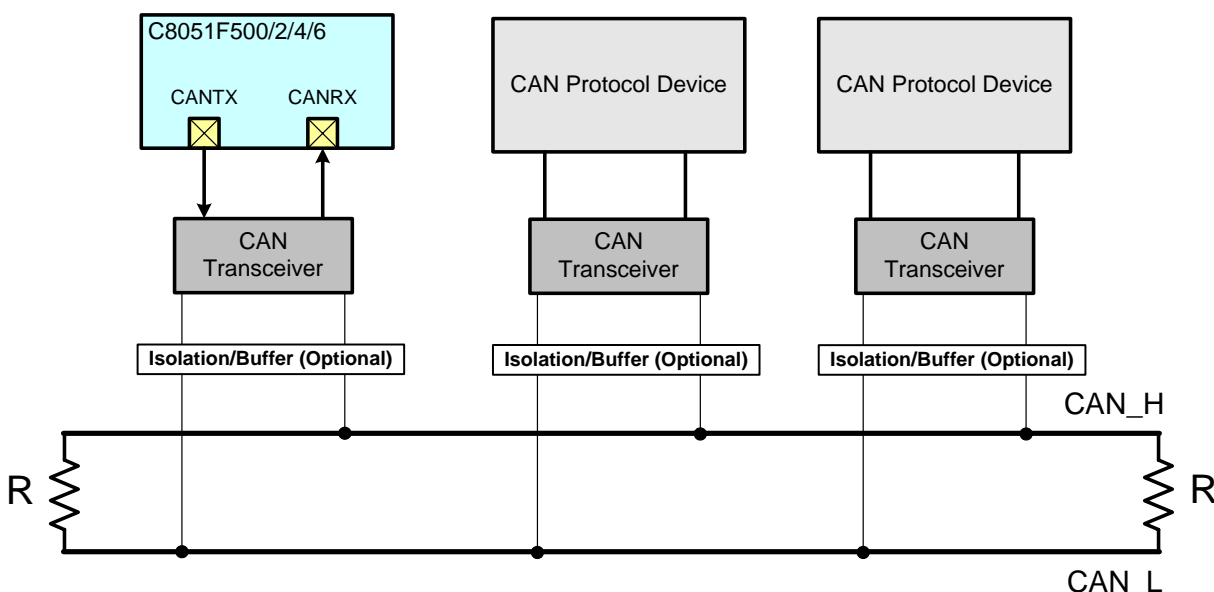 C8051F500/2/4/6
CANTX
CANRX
CAN Protocol Device
CAN Protocol Device
CAN
Transceiver
CAN
Transceiver
CAN
Transceiver
Isolation/Buffer (Optional)
Isolation/Buffer (Optional)
Isolation/Buffer (Optional)
CAN_H
R
R
CAN_L